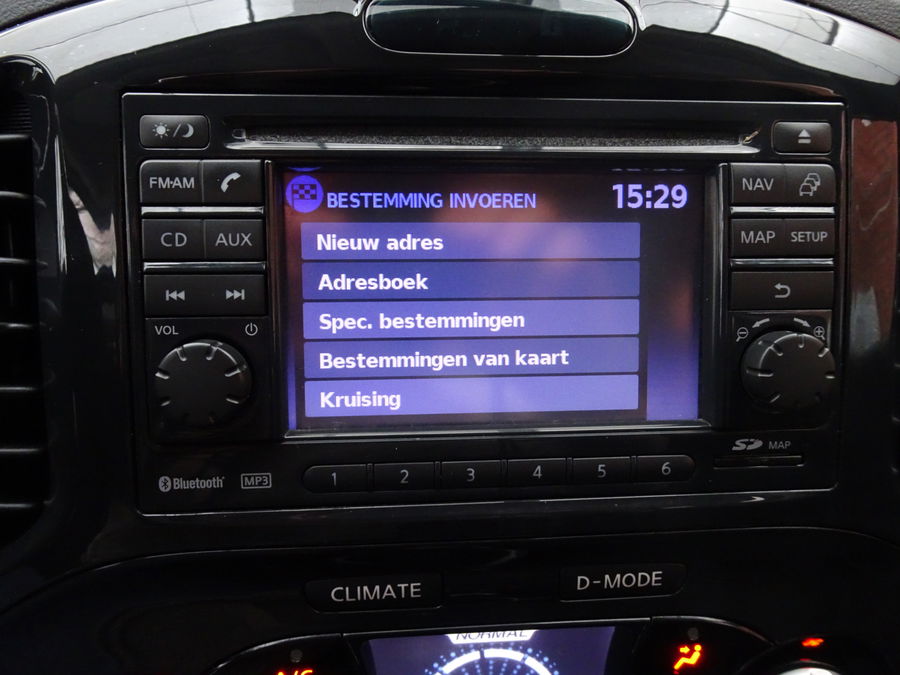 FM·AM
CD
AUX
VOL
BESTEMMING INVOEREN
15:29
Nieuw adres
Adresboek
Spec. bestemmingen
Bestemmingen van kaart
Kruising
NAV
MAP
SETUP
Bluetooth
MP3
1 2 3 4 5 6
SD MAP
CLIMATE
D-MODE
NORMAL
A/C